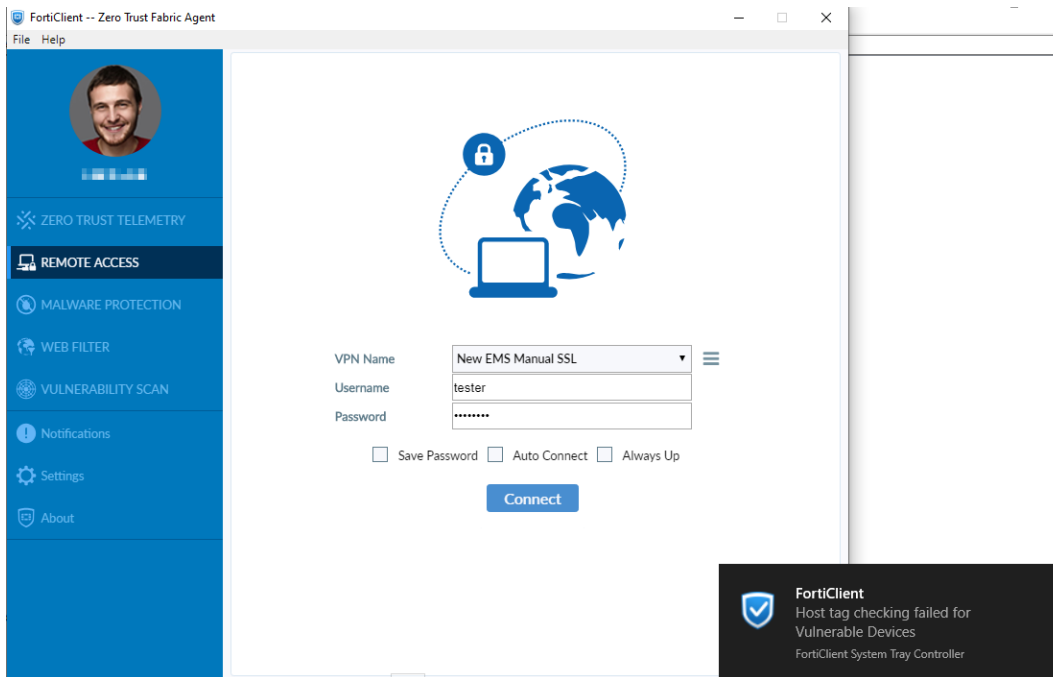 FortiClient -- Zero Trust Fabric Agent
File Help
ZERO TRUST TELEMETRY
REMOTE ACCESS
MALWARE PROTECTION
WEB FILTER
VULNERABILITY SCAN
Notifications
Settings
About
VPN Name New EMS Manual SSL
Username tester
Password ••••••••
Save Password Auto Connect Always Up
Connect
FortiClient
Host tag checking failed for
Vulnerable Devices
FortiClient System Tray Controller